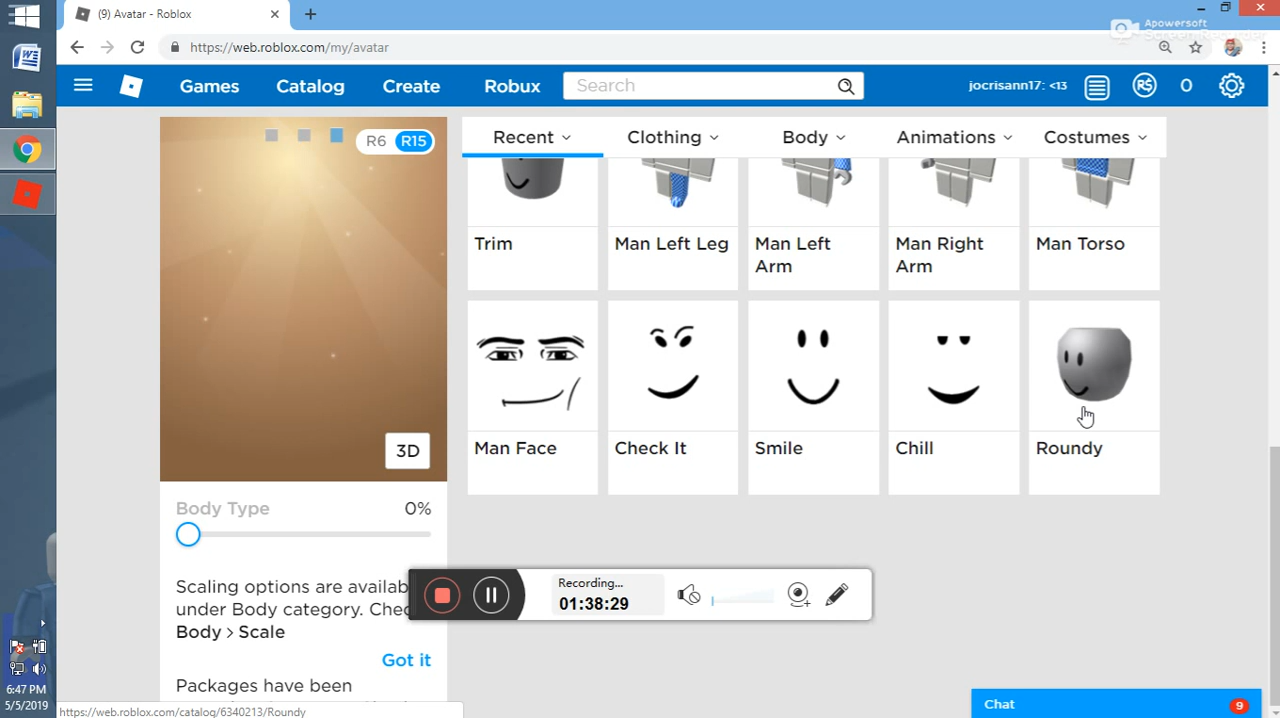 (9) Avatar - Roblox
https://web.roblox.com/my/avatar
Apowersoft
Screen Recorder
Games Catalog Create Robux Search jocrisann17: <13 0
R6 R15
Recent Clothing Body Animations Costumes
Trim
Man Left Leg
Man Left
Arm
Man Right
Arm
Man Torso
3D
Man Face
Check It
Smile
Chill
Roundy
Body Type 0%
Scaling options are availab
under Body category. Chec
Body > Scale
Got it
Packages have been
Recording...
01:38:29
6:47 PM
5/5/2019
https://web.roblox.com/catalog/6340213/Roundy
Chat 9